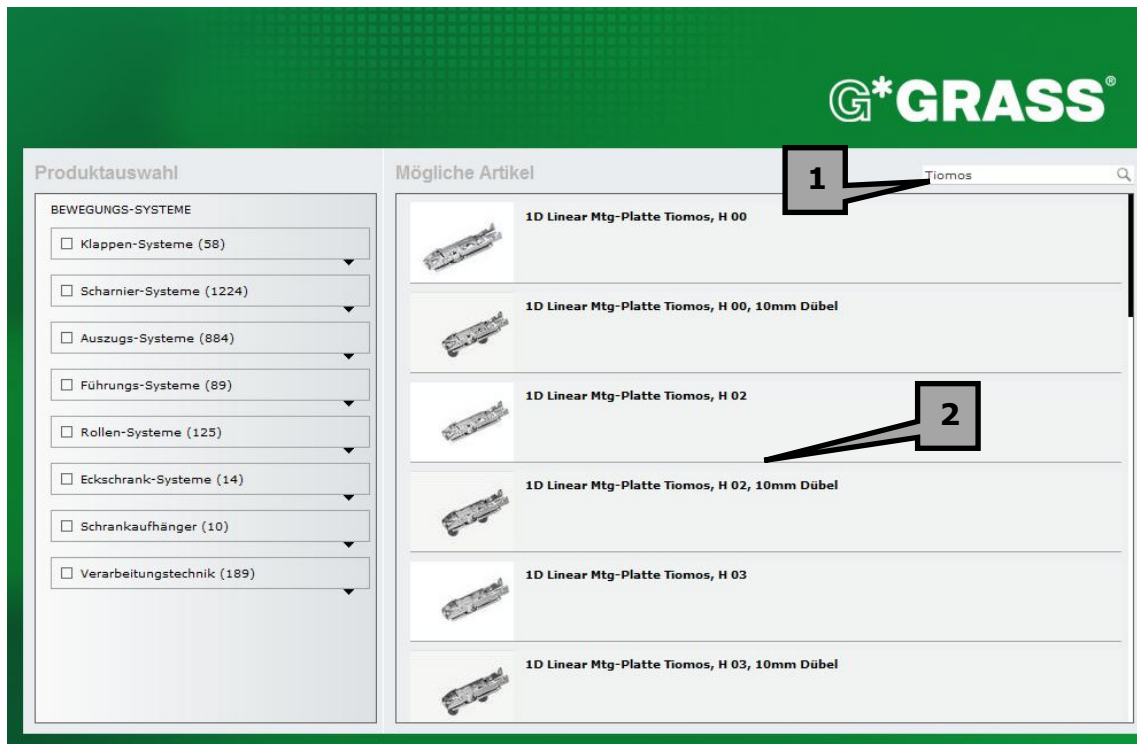 G*GRASS®
Produktauswahl
BEWEGUNGS-SYSTEME
Klappen-Systeme (58)
Scharnier-Systeme (1224)
Auszugs-Systeme (884)
Führungs-Systeme (89)
Rollen-Systeme (125)
Eckschrank-Systeme (14)
Schrankaufhänger (10)
Verarbeitungstechnik (189)
Mögliche Artikel
1
Tiomos
1D Linear Mtg-Platte Tiomos, H 00
1D Linear Mtg-Platte Tiomos, H 00, 10mm Dübel
1D Linear Mtg-Platte Tiomos, H 02
2
1D Linear Mtg-Platte Tiomos, H 02, 10mm Dübel
1D Linear Mtg-Platte Tiomos, H 03
1D Linear Mtg-Platte Tiomos, H 03, 10mm Dübel